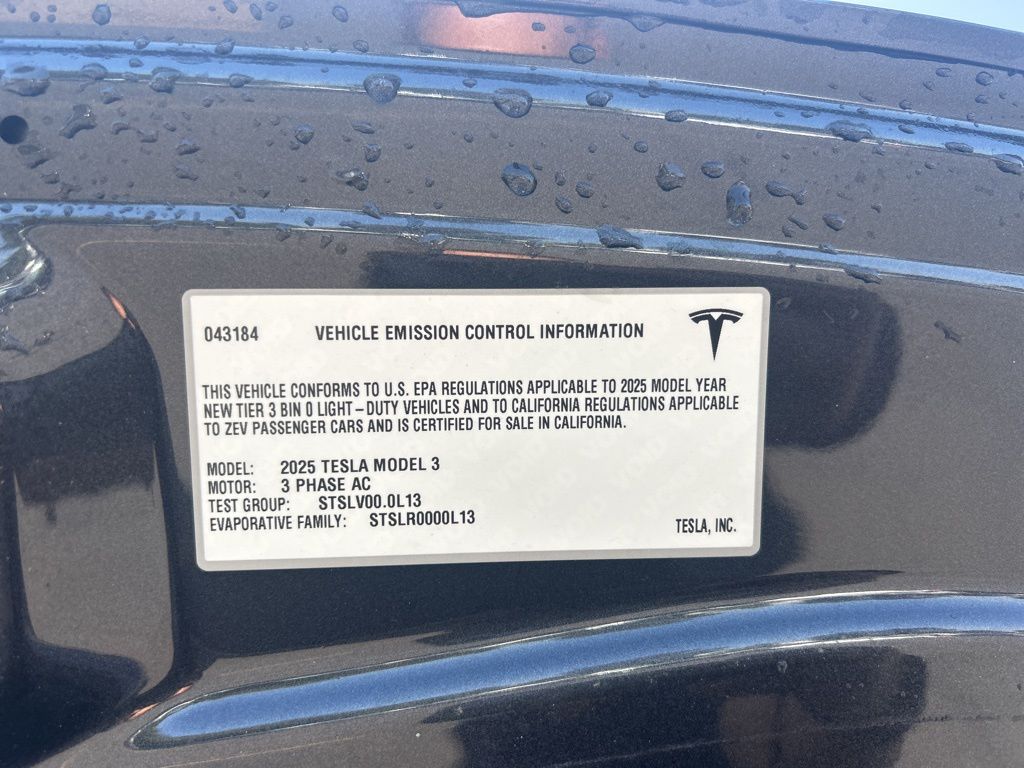 043184 VEHICLE EMISSION CONTROL INFORMATION
THIS VEHICLE CONFORMS TO U.S. EPA REGULATIONS APPLICABLE TO 2025 MODEL YEAR
NEW TIER 3 BIN 0 LIGHT-DUTY VEHICLES AND TO CALIFORNIA REGULATIONS APPLICABLE
TO ZEV PASSENGER CARS AND IS CERTIFIED FOR SALE IN CALIFORNIA.
MODEL: 2025 TESLA MODEL 3
MOTOR: 3 PHASE AC
TEST GROUP: STSLV00.0L13
EVAPORATIVE FAMILY: STSLR0000L13
TESLA, INC.